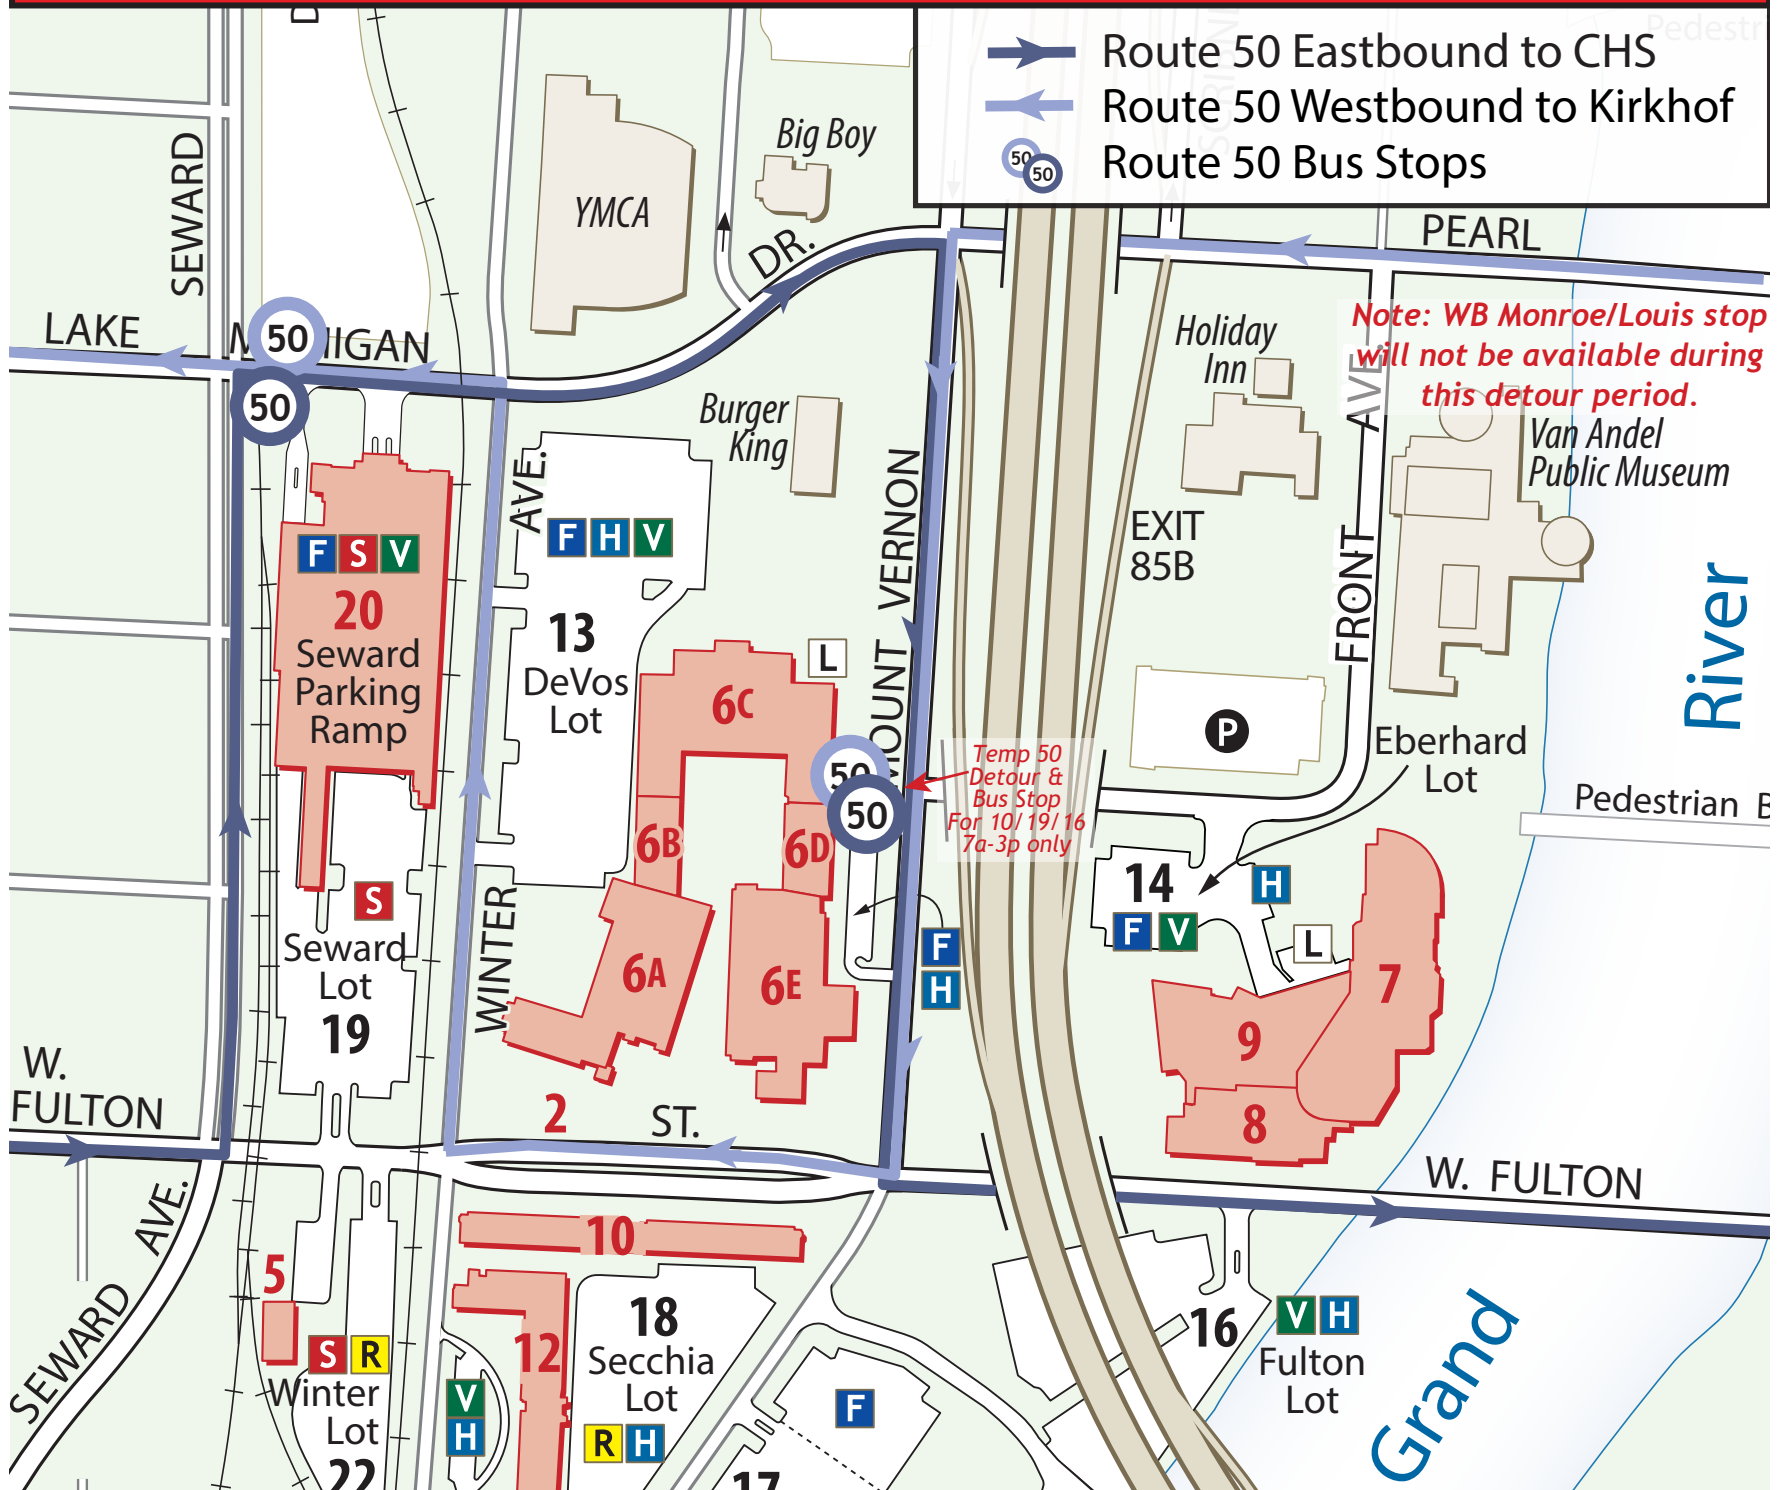 Route 50 Eastbound to CHS
Route 50 Westbound to Kirkhof
50
50
Route 50 Bus Stops
Big Boy
YMCA
SEWARD
DR.
PEARL
LAKE
50
IGAN
50
Note: WB Monroe/Louis stop
will not be available during
this detour period.
Holiday
Inn
AVE.
Burger
King
Van Andel
Public Museum
AVE.
MOUNT VERNON
EXIT
85B
FRONT
F S V
20
Seward
Parking
Ramp
F H V
13
DeVos
Lot
L
6C
P
River
Eberhard
Lot
50
50
Temp 50
Detour &
Bus Stop
For 10/19/16
7a-3p only
Pedestrian B
6B
6D
14
F V
H
L
S
Seward
Lot
19
WINTER
6A
6E
F
H
7
9
8
W.
FULTON
2
ST.
W. FULTON
AVE.
SEWARD
10
5
S R
Winter
Lot
22
V
H
12
18
Secchia
Lot
R H
F
17
16
V H
Fulton
Lot
Grand